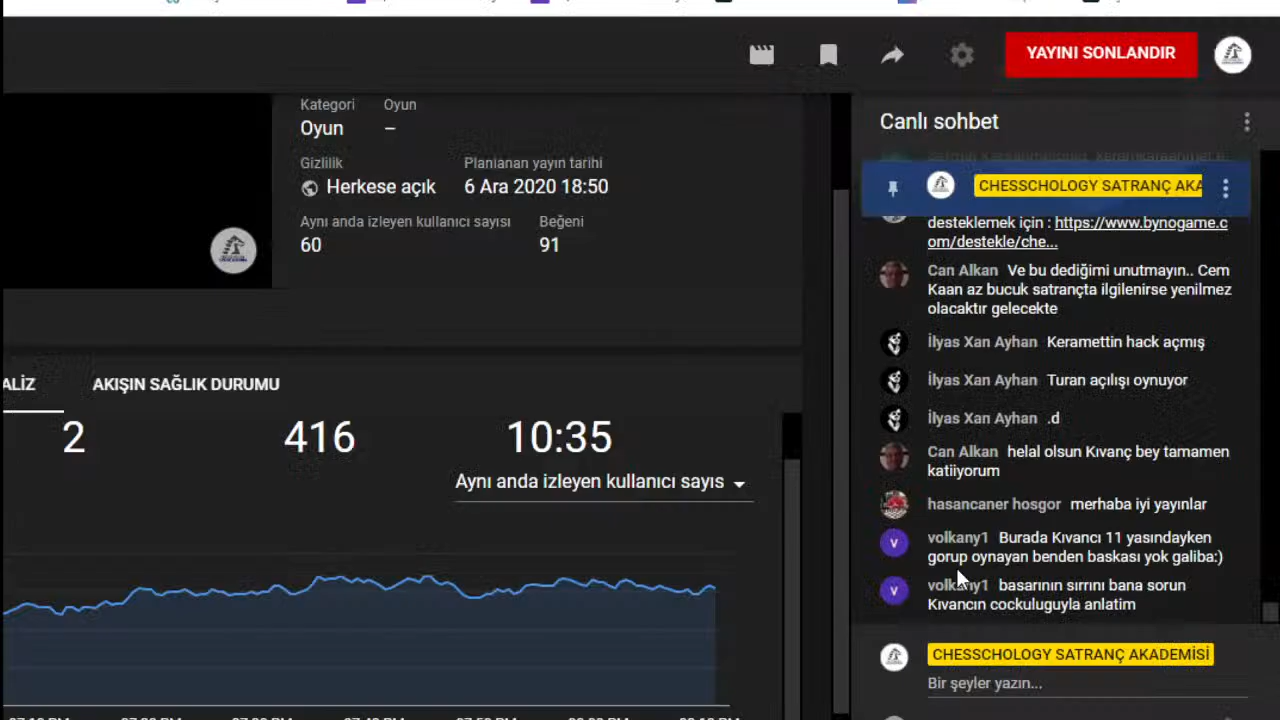 YAYINI SONLANDIR
Kategori Oyun
Oyun –
Gizlilik Planlanan yayın tarihi
Herkese açık 6 Ara 2020 18:50
Aynı anda izleyen kullanıcı sayısı Beğeni
60 91
ALİZ AKIŞIN SAĞLIK DURUMU
2 416 10:35
Aynı anda izleyen kullanıcı sayıs
Canlı sohbet
CHESSCHOLOGY SATRANÇ AKA
desteklemek için : https://www.bynogame.c
om/destekle/che...
Can Alkan Ve bu dediğimi unutmayın.. Cem
Kaan az bucuk satrançta ilgilenirse yenilmez
olacaktır gelecekte
İlyas Xan Ayhan Keramettin hack açmış
İlyas Xan Ayhan Turan açılışı oynuyor
İlyas Xan Ayhan .d
Can Alkan helal olsun Kıvanç bey tamamen
katiiyorum
hasancaner hosgor merhaba iyi yayınlar
V volkany1 Burada Kıvancı 11 yasındayken
gorup oynayan benden baskası yok galiba:)
V volkany1 basarının sırrını bana sorun
Kıvancın cockuluguyla anlatim
CHESSCHOLOGY SATRANÇ AKADEMİSİ
Bir şeyler yazın...